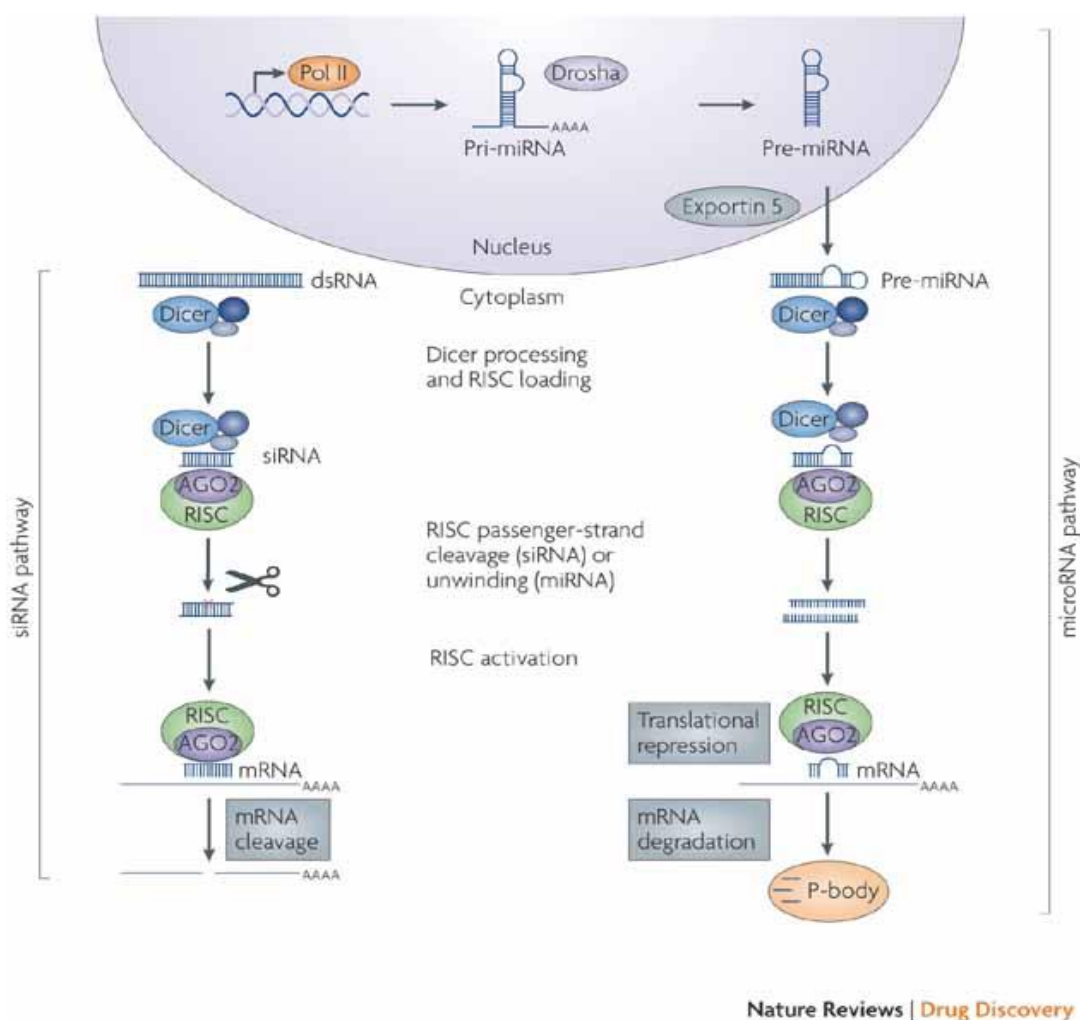 Pol II
Drosha
AAAA
Pri-miRNA
Pre-miRNA
Exportin 5
Nucleus
dsRNA
Cytoplasm
Pre-miRNA
Dicer
Dicer
Dicer processing
and RISC loading
Dicer
Dicer
siRNA
AGO2
RISC
AGO2
RISC
siRNA pathway
microRNA pathway
RISC passenger-strand
cleavage (siRNA) or
unwinding (miRNA)
RISC activation
RISC
AGO2
mRNA
AAAA
Translational
repression
RISC
AGO2
mRNA
AAAA
mRNA
cleavage
AAAA
mRNA
degradation
P-body
Nature Reviews | Drug Discovery